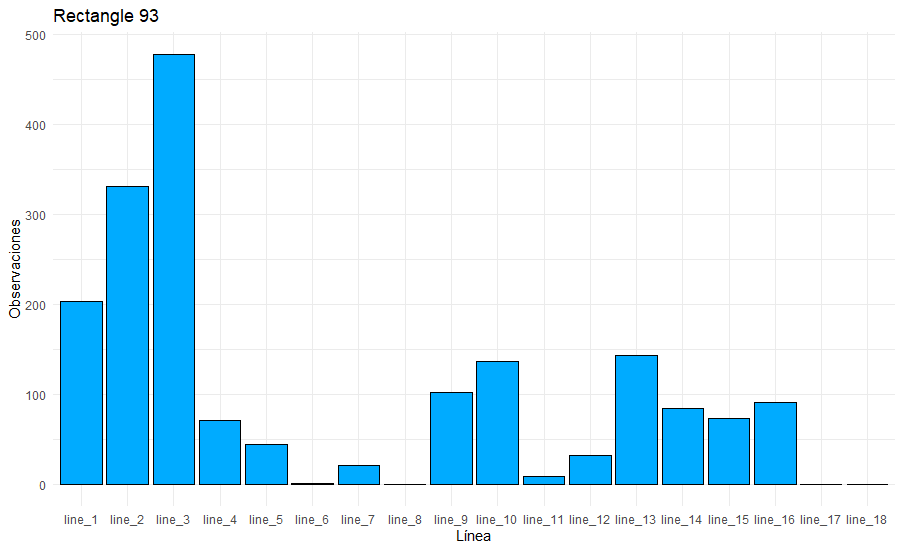 Rectangle 93
500
400
300
200
100
0
Observaciones
line_1 line_2 line_3 line_4 line_5 line_6 line_7 line_8 line_9 line_10 line_11 line_12 line_13 line_14 line_15 line_16 line_17 line_18
Línea